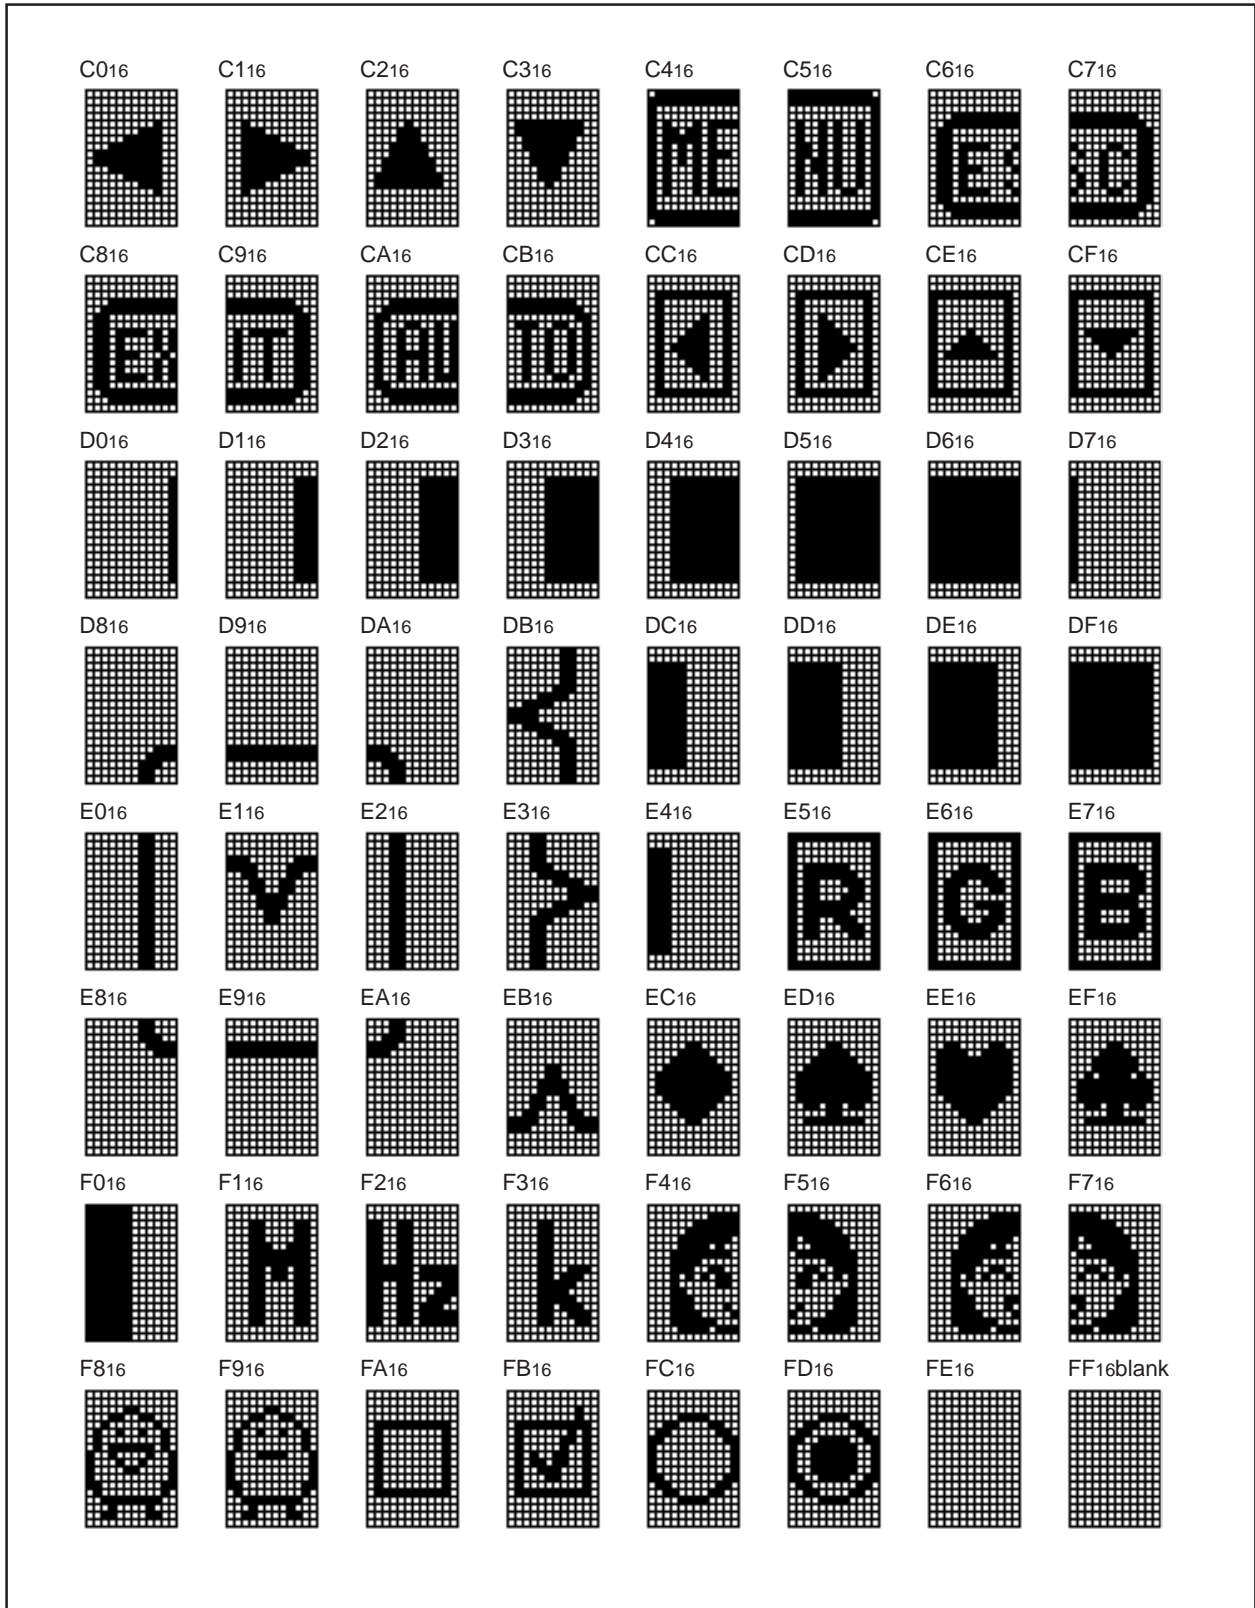 C016 C116 C216 C316 C416 C516 C616 C716
ME NU ES SC
C816 C916 CA16 CB16 CC16 CD16 CE16 CF16
EX IT AU TO
D016 D116 D216 D316 D416 D516 D616 D716
D816 D916 DA16 DB16 DC16 DD16 DE16 DF16
E016 E116 E216 E316 E416 E516 E616 E716
R G B
E816 E916 EA16 EB16 EC16 ED16 EE16 EF16
F016 F116 F216 F316 F416 F516 F616 F716
M Hz k
F816 F916 FA16 FB16 FC16 FD16 FE16 FF16blank